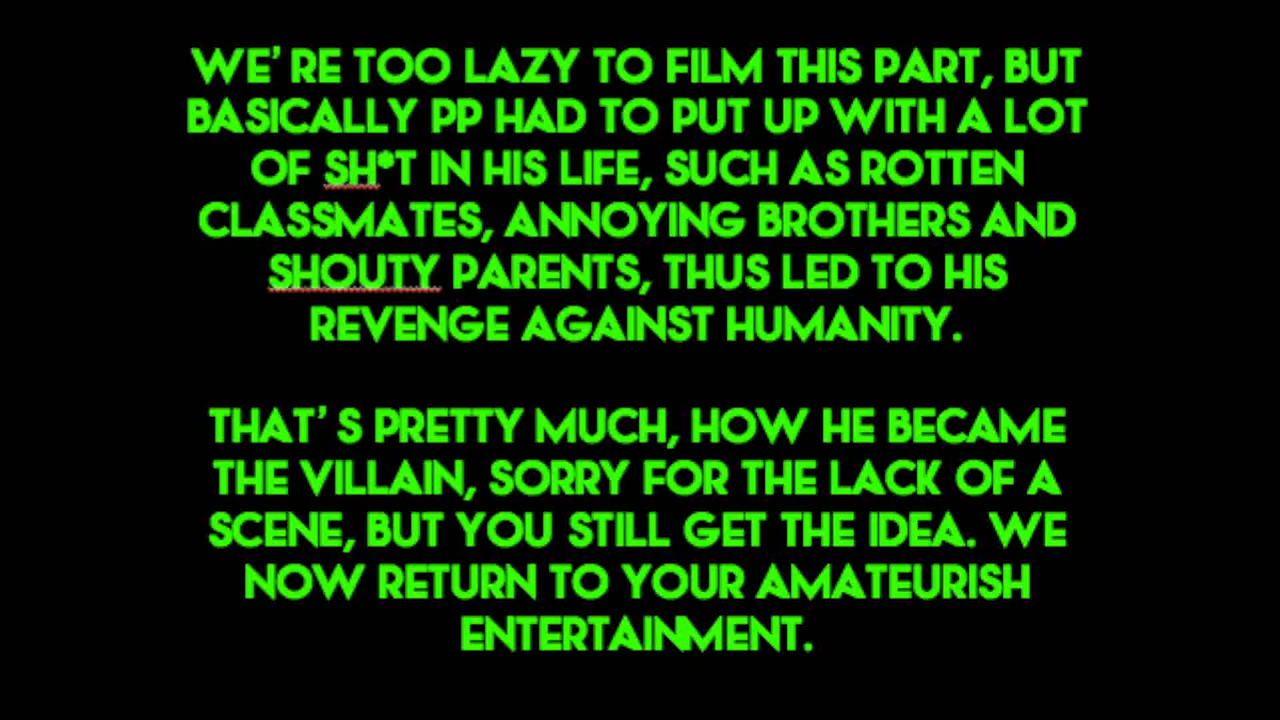 WE'RE TOO LAZY TO FILM THIS PART, BUT
BASICALLY PP HAD TO PUT UP WITH A LOT
OF SH*T IN HIS LIFE, SUCH AS ROTTEN
CLASSMATES, ANNOYING BROTHERS AND
SHOUTY PARENTS, THUS LED TO HIS
REVENGE AGAINST HUMANITY.
THAT'S PRETTY MUCH, HOW HE BECAME
THE VILLAIN, SORRY FOR THE LACK OF A
SCENE, BUT YOU STILL GET THE IDEA. WE
NOW RETURN TO YOUR AMATEURISH
ENTERTAINMENT.